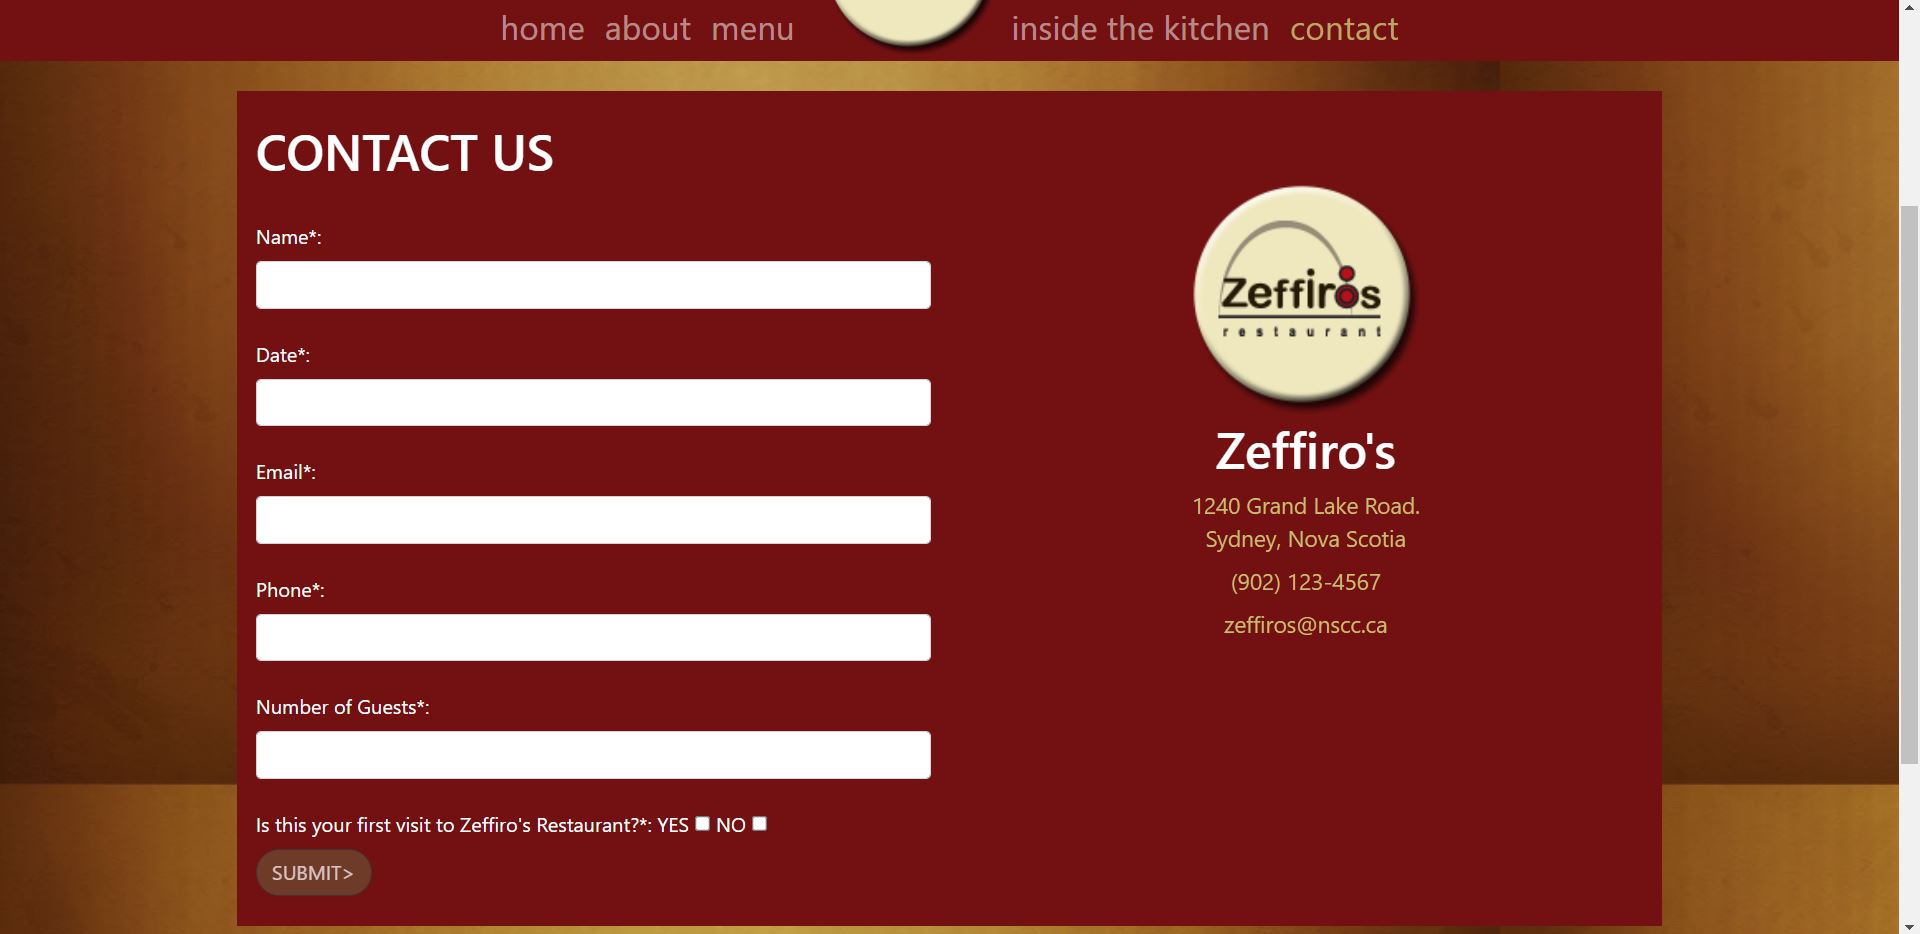 home about menu inside the kitchen contact
CONTACT US
Name*:
Date*:
Email*:
Phone*:
Number of Guests*:
Is this your first visit to Zeffiro's Restaurant?*: YES NO
SUBMIT>
Zeffiros
restaurant
Zeffiro's
1240 Grand Lake Road.
Sydney, Nova Scotia
(902) 123-4567
zeffiros@nscc.ca